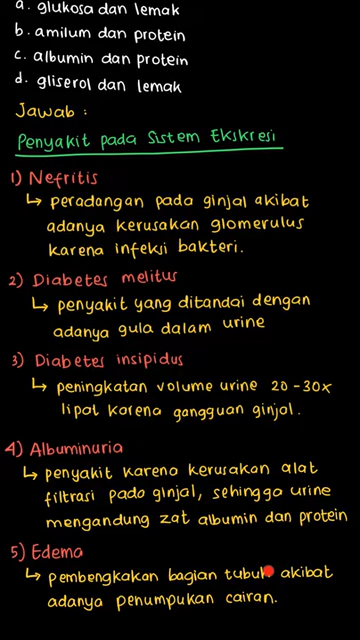 a. glukosa dan lemak
b. amilum dan protein
c. albumin dan protein
d. gliserol dan lemak
Jawab :
Penyakit pada Sistem Ekskresi
1) Nefritis
↳ peradangan pada ginjal akibat
adanya kerusakan glomerulus
karena infeksi bakteri.
2) Diabetes melitus
↳ penyakit yang ditandai dengan
adanya gula dalam urine
3) Diabetes insipidus
↳ peningkatan volume urine 20-30x
lipat karena gangguan ginjal.
4) Albuminuria
↳ penyakit karena kerusakan alat
filtrasi pada ginjal, sehingga urine
mengandung zat albumin dan protein
5) Edema
↳ pembengkakan bagian tubuh akibat
adanya penumpukan cairan.